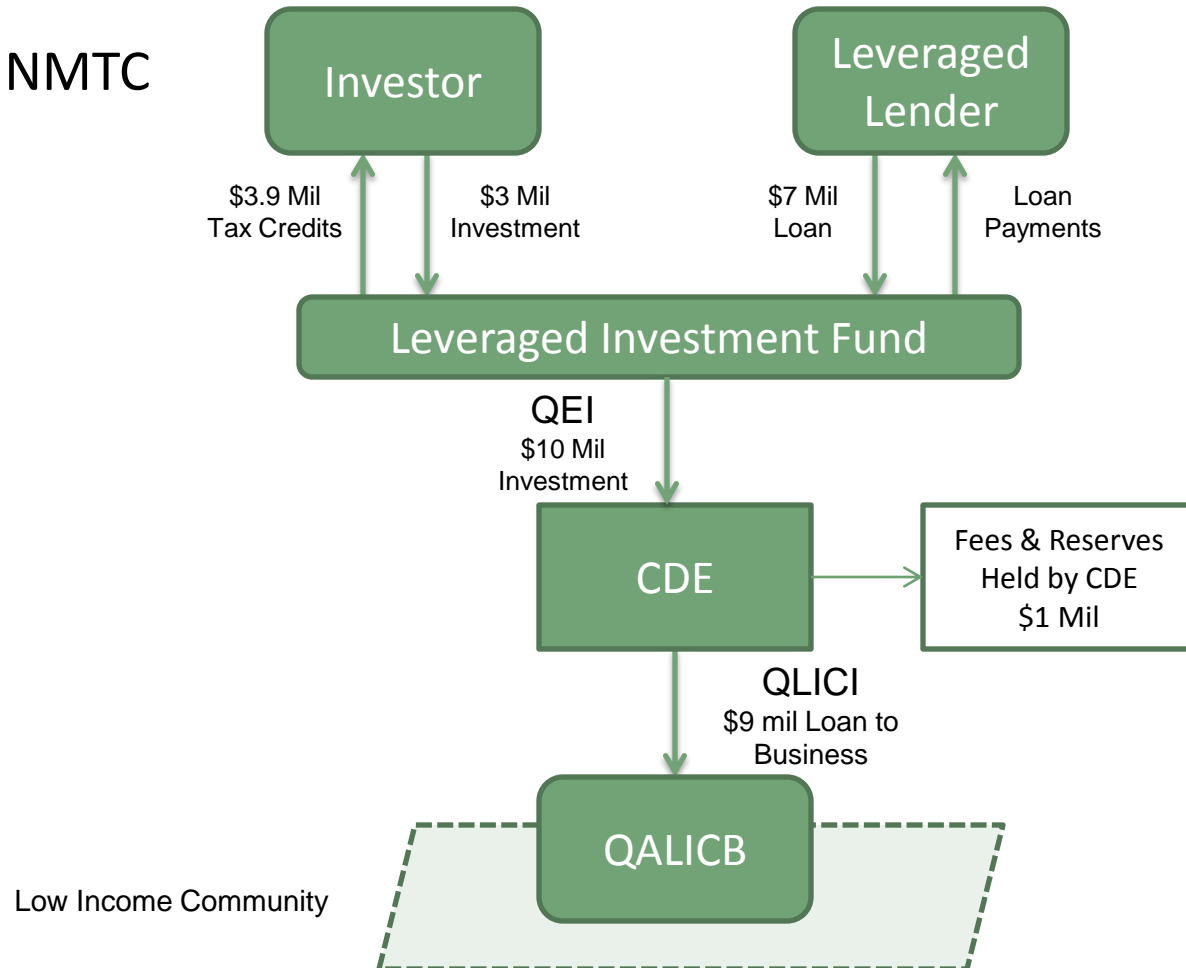 NMTC
Investor
Leveraged
Lender
$3.9 Mil
Tax Credits
$3 Mil
Investment
$7 Mil
Loan
Loan
Payments
Leveraged Investment Fund
QEI
$10 Mil
Investment
CDE
Fees & Reserves
Held by CDE
$1 Mil
QLICI
$9 mil Loan to
Business
QALICB
Low Income Community